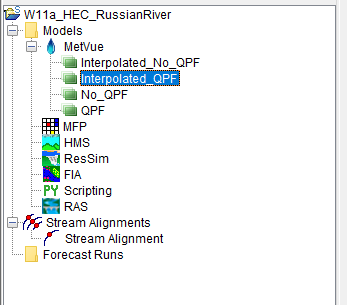 W11a_HEC_RussianRiver
Models
MetVue
Interpolated_No_QPF
Interpolated_QPF
No_QPF
QPF
MFP
HMS
ResSim
FIA
PY Scripting
RAS
Stream Alignments
Stream Alignment
Forecast Runs